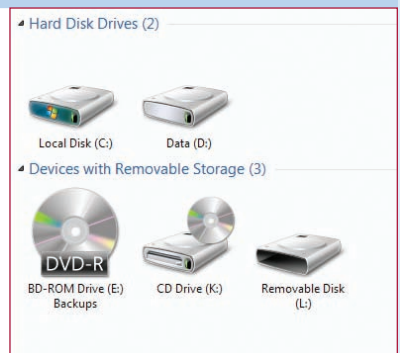 Hard Disk Drives (2)
Local Disk (C:)
Data (D:)
Devices with Removable Storage (3)
DVD-R
BD-ROM Drive (E:)
Backups
CD Drive (K:)
Removable Disk
(L:)